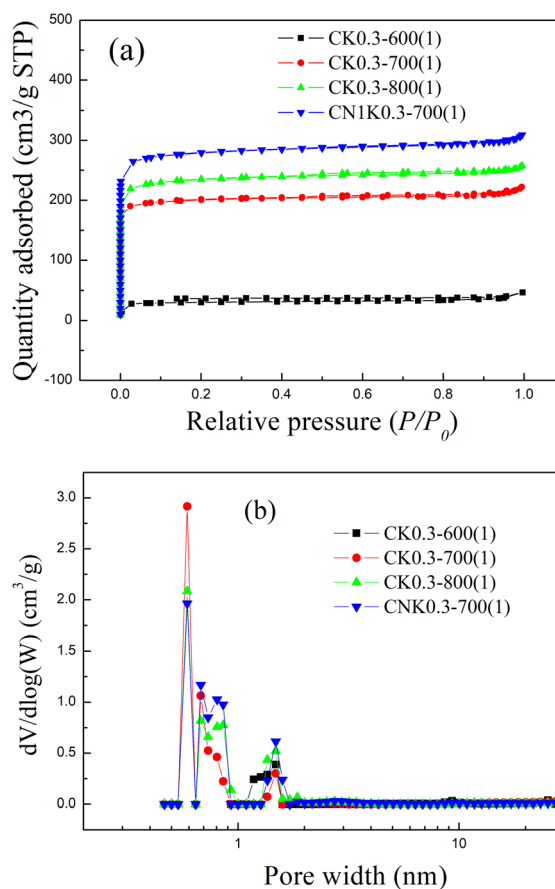 500
400
300
200
100
0
-100
Quantity adsorbed (cm3/g STP)
(a)
CK0.3-600(1)
CK0.3-700(1)
CK0.3-800(1)
CN1K0.3-700(1)
0.0 0.2 0.4 0.6 0.8 1.0
Relative pressure (P/P0)
3.0
2.5
2.0
1.5
1.0
0.5
0.0
dV/dlog(W) (cm³/g)
(b)
CK0.3-600(1)
CK0.3-700(1)
CK0.3-800(1)
CNK0.3-700(1)
1 10
Pore width (nm)